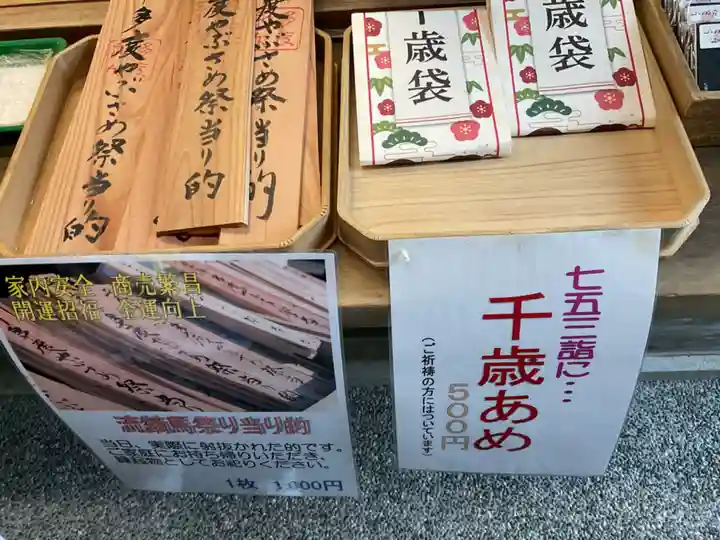 多度やぶさめ祭当り的
度やぶさめ祭当り的
度やぶさめ祭当り的
歳袋
歳袋
家内安全 商売繁昌
開運招福 金運向上
流鏑馬祭り当り的
当日、実際に射抜かれた的です。
ご家庭にお持ち帰りいただき、
縁起物としてお祀りください。
1枚 1,000円
七五三詣に…
千歳あめ
500円
(ご祈祷の方にはついています)